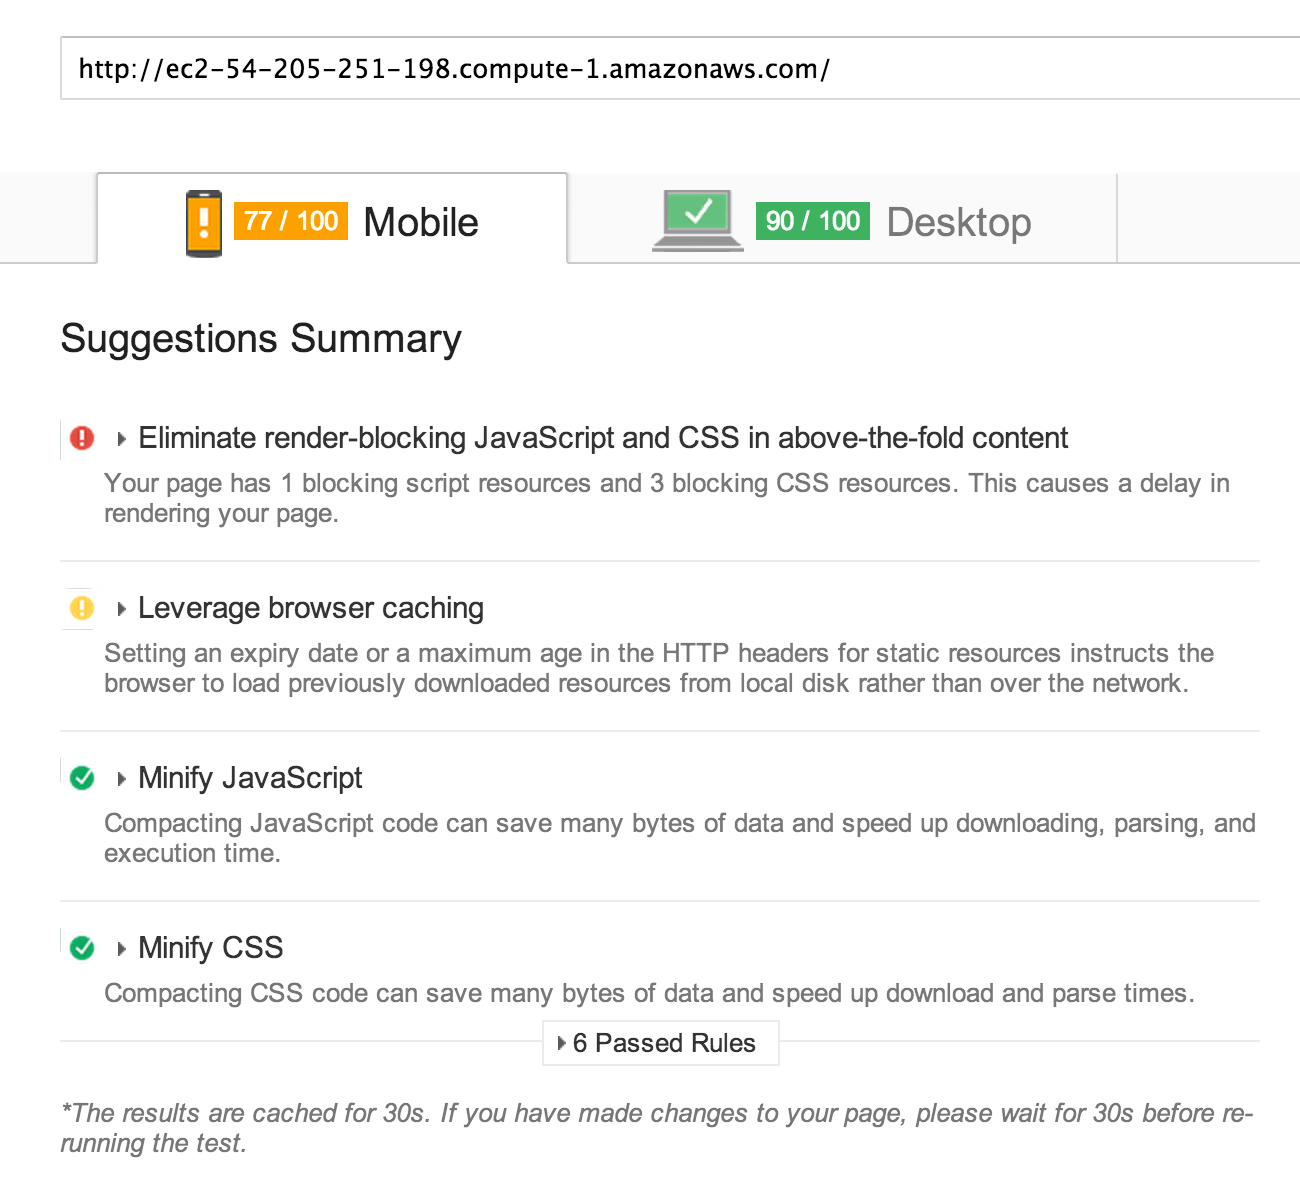 http://ec2-54-205-251-198.compute-1.amazonaws.com/
77 / 100 Mobile 90 / 100 Desktop
Suggestions Summary
Eliminate render-blocking JavaScript and CSS in above-the-fold content
Your page has 1 blocking script resources and 3 blocking CSS resources. This causes a delay in
rendering your page.
Leverage browser caching
Setting an expiry date or a maximum age in the HTTP headers for static resources instructs the
browser to load previously downloaded resources from local disk rather than over the network.
Minify JavaScript
Compacting JavaScript code can save many bytes of data and speed up downloading, parsing, and
execution time.
Minify CSS
Compacting CSS code can save many bytes of data and speed up download and parse times.
6 Passed Rules
*The results are cached for 30s. If you have made changes to your page, please wait for 30s before re-
running the test.